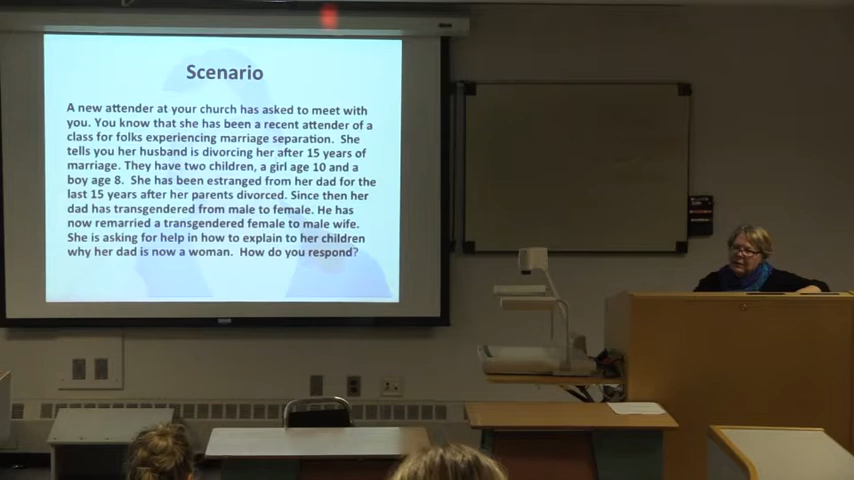 Scenario
A new attender at your church has asked to meet with
you. You know that she has been a recent attender of a
class for folks experiencing marriage separation. She
tells you her husband is divorcing her after 15 years of
marriage. They have two children, a girl age 10 and a
boy age 8. She has been estranged from her dad for the
last 15 years after her parents divorced. Since then her
dad has transgendered from male to female. He has
now remarried a transgendered female to male wife.
She is asking for help in how to explain to her children
why her dad is now a woman. How do you respond?